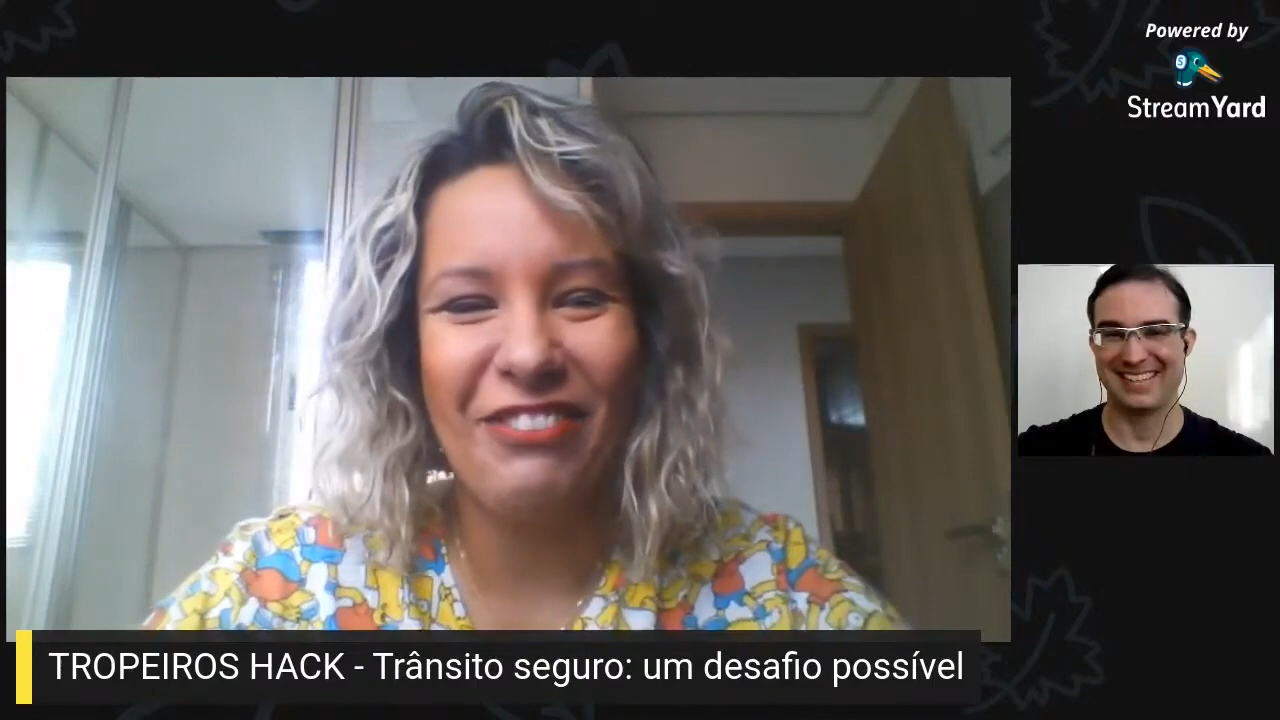 Powered by
StreamYard
TROPEIROS HACK - Trânsito seguro: um desafio possível